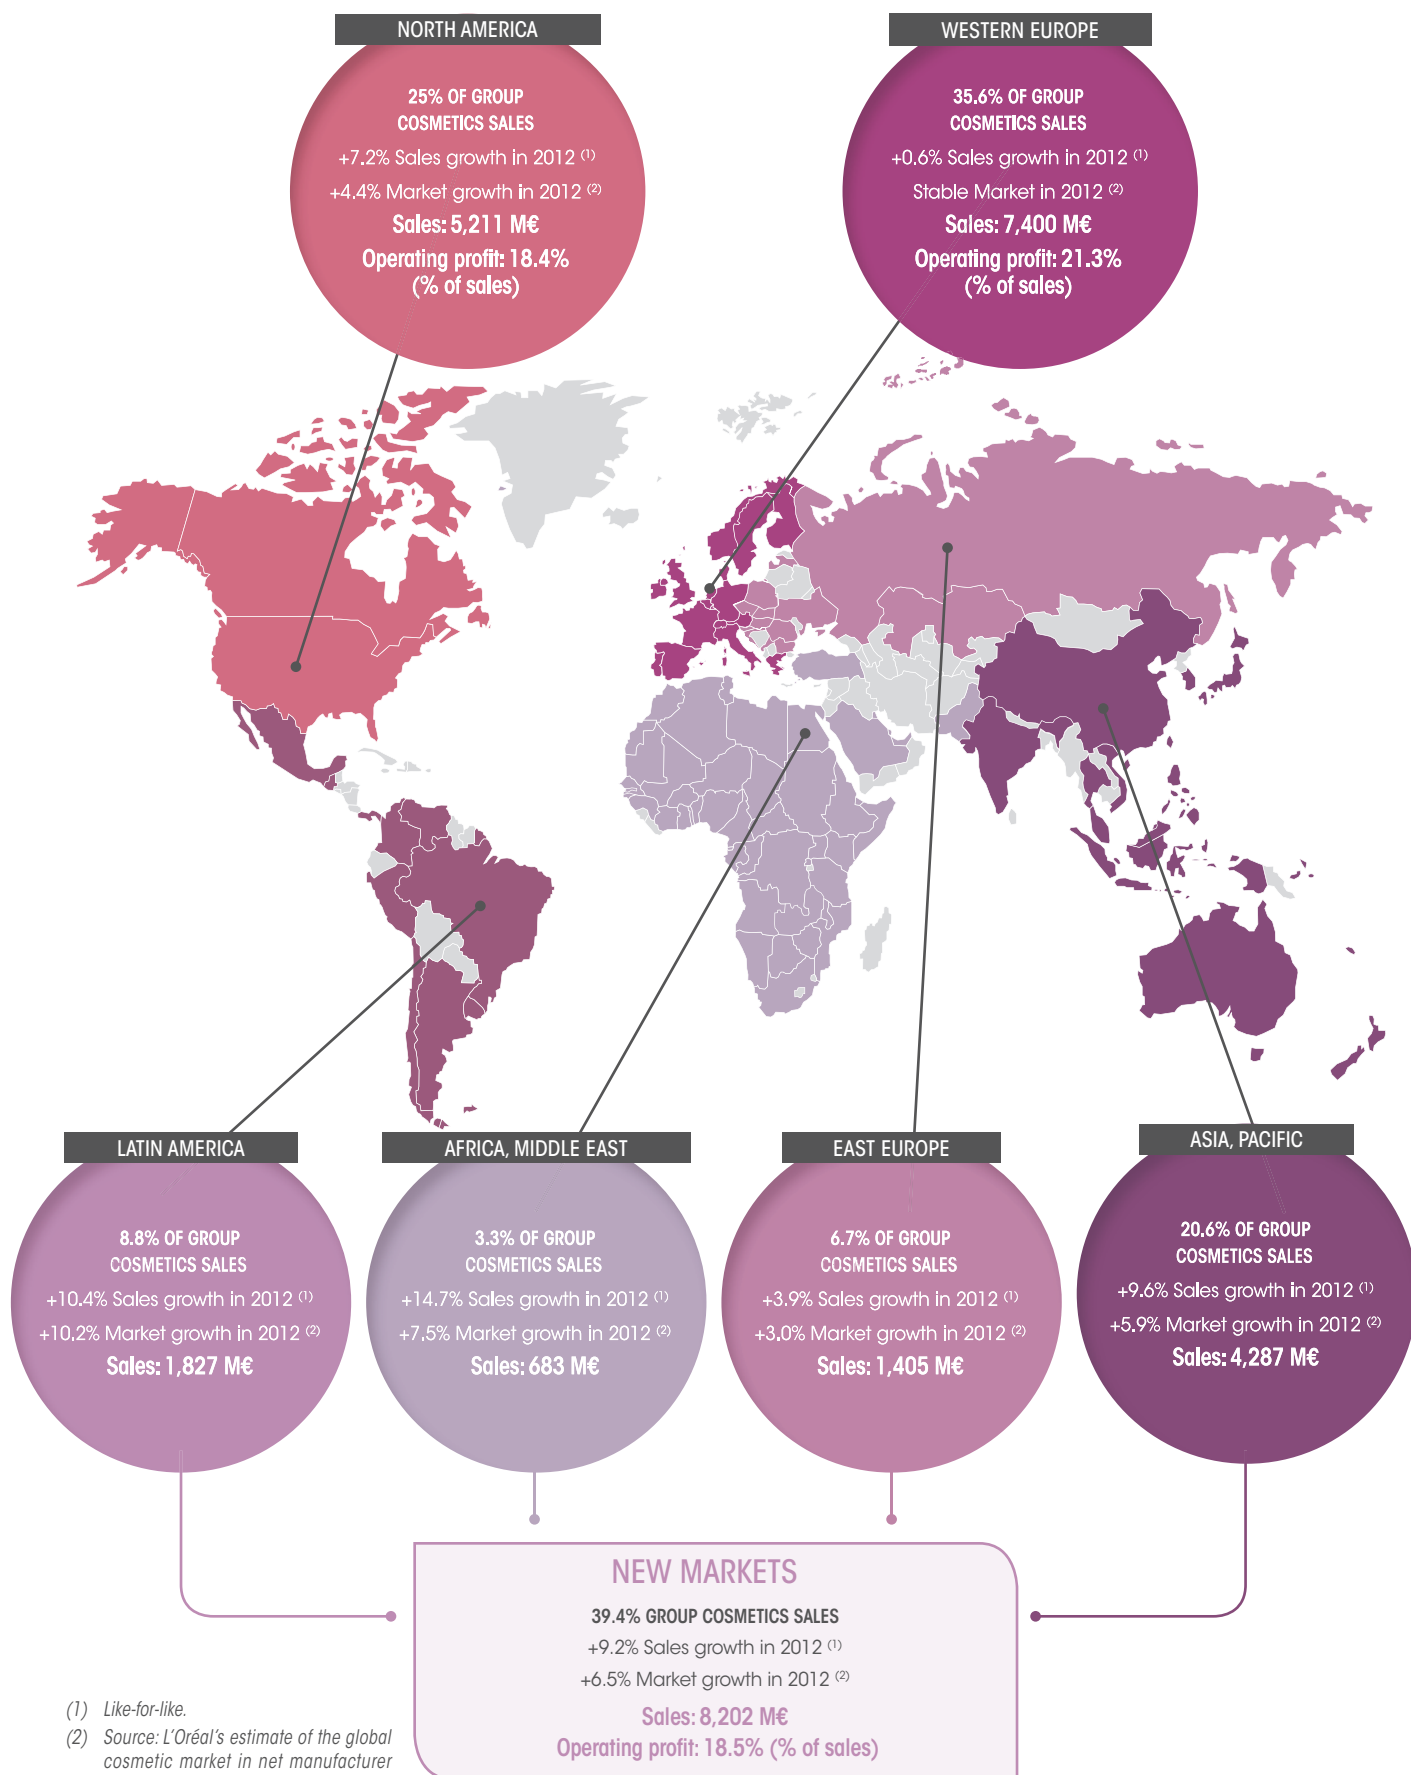 NORTH AMERICA
25% OF GROUP
COSMETICS SALES
+7.2% Sales growth in 2012 (1)
+4.4% Market growth in 2012 (2)
Sales: 5,211 M€
Operating profit: 18.4%
(% of sales)
WESTERN EUROPE
35.6% OF GROUP
COSMETICS SALES
+0.6% Sales growth in 2012 (1)
Stable Market in 2012 (2)
Sales: 7,400 M€
Operating profit: 21.3%
(% of sales)
LATIN AMERICA
8.8% OF GROUP
COSMETICS SALES
+10.4% Sales growth in 2012 (1)
+10.2% Market growth in 2012 (2)
Sales: 1,827 M€
AFRICA, MIDDLE EAST
3.3% OF GROUP
COSMETICS SALES
+14.7% Sales growth in 2012 (1)
+7.5% Market growth in 2012 (2)
Sales: 683 M€
EAST EUROPE
6.7% OF GROUP
COSMETICS SALES
+3.9% Sales growth in 2012 (1)
+3.0% Market growth in 2012 (2)
Sales: 1,405 M€
ASIA, PACIFIC
20.6% OF GROUP
COSMETICS SALES
+9.6% Sales growth in 2012 (1)
+5.9% Market growth in 2012 (2)
Sales: 4,287 M€
NEW MARKETS
39.4% GROUP COSMETICS SALES
+9.2% Sales growth in 2012 (1)
+6.5% Market growth in 2012 (2)
Sales: 8,202 M€
Operating profit: 18.5% (% of sales)
(1) Like-for-like.
(2) Source: L'Oréal's estimate of the global
cosmetic market in net manufacturer